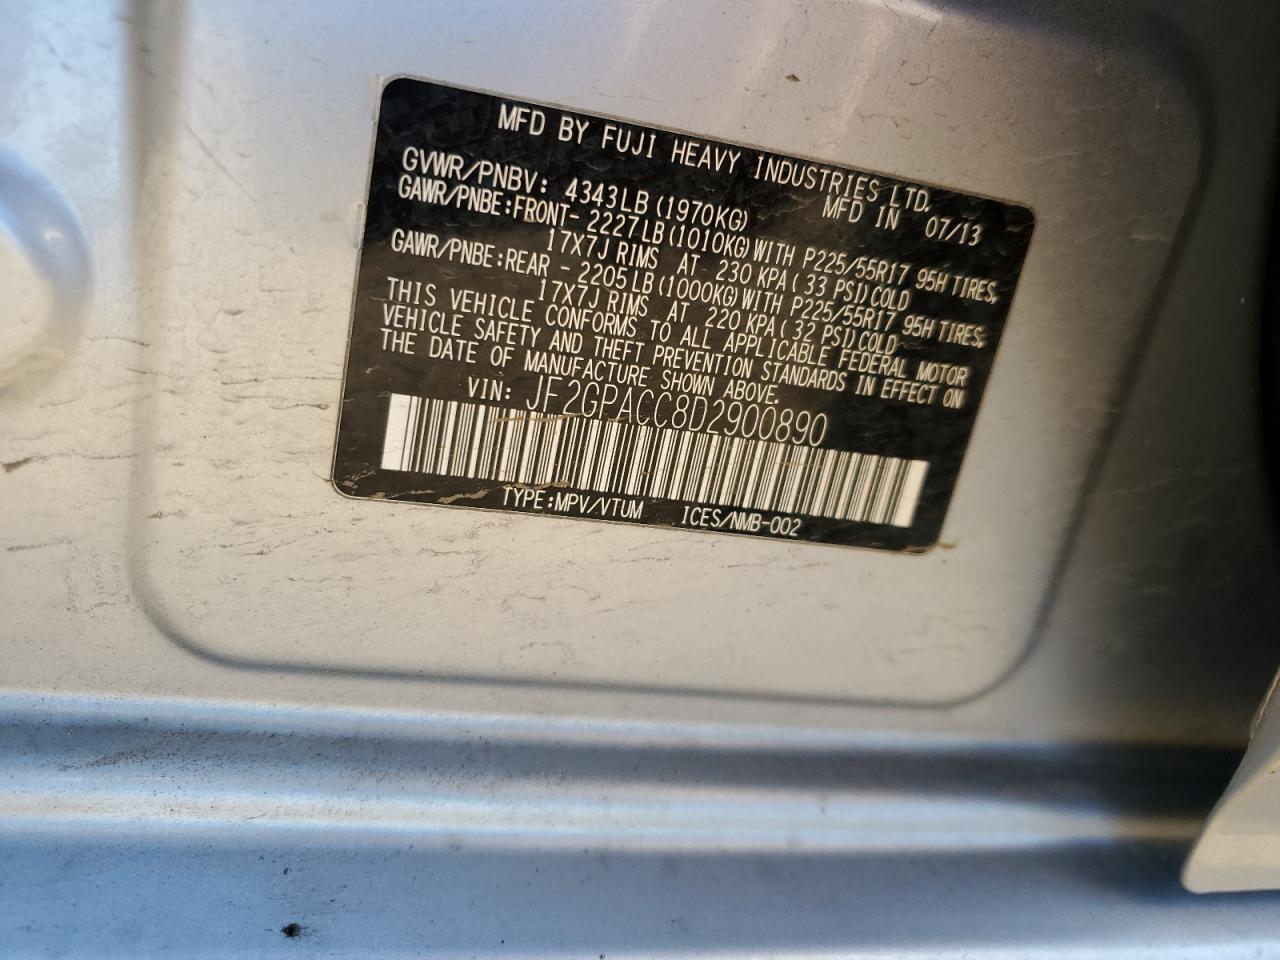 MFD BY FUJI HEAVY INDUSTRIES LTD.
MFD IN 07/13
GVWR/PNBV: 4343LB (1970KG)
GAWR/PNBE:FRONT- 2227LB (1010KG) WITH P225/55R17 95H TIRES,
17X7J RIMS AT 230 KPA ( 33 PSI) COLD
GAWR/PNBE:REAR - 2205LB (1000KG) WITH P225/55R17 95H TIRES,
17X7J RIMS AT 220 KPA ( 32 PSI) COLD
THIS VEHICLE CONFORMS TO ALL APPLICABLE FEDERAL MOTOR
VEHICLE SAFETY AND THEFT PREVENTION STANDARDS IN EFFECT ON
THE DATE OF MANUFACTURE SHOWN ABOVE.
VIN: JF2GPACC8D2900890
TYPE:MPV/VTUM ICES/NMB-002